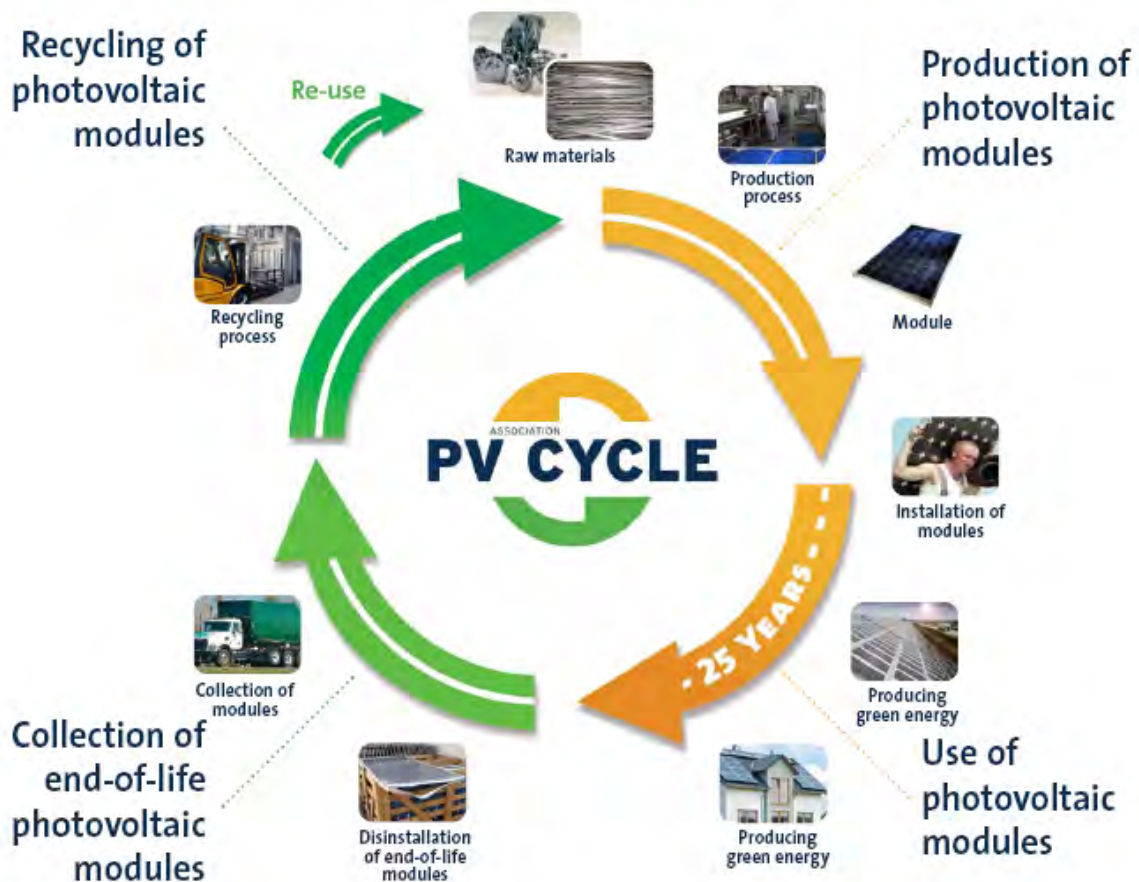 Recycling of
photovoltaic
modules
Re-use
Raw materials
Production
process
Production of
photovoltaic
modules
Module
Recycling
process
ASSOCIATION
PV CYCLE
Installation of
modules
- 25 YEARS - - -
Producing
green energy
Use of
photovoltaic
modules
Producing
green energy
Disinstallation
of end-of-life
modules
Collection of
modules
Collection of
end-of-life
photovoltaic
modules